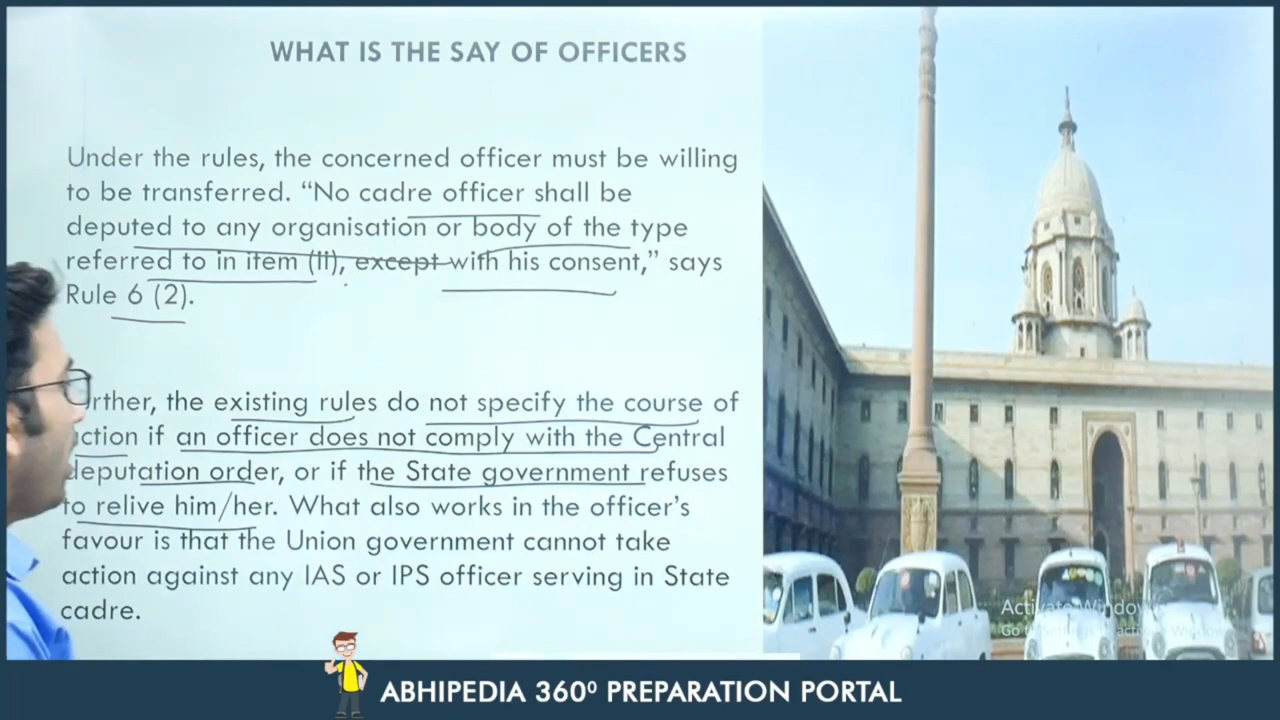 WHAT IS THE SAY OF OFFICERS
Under the rules, the concerned officer must be willing
to be transferred. “No cadre officer shall be
deputed to any organisation or body of the type
referred to in item (II), except with his consent,” says
Rule 6 (2).
rther, the existing rules do not specify the course of
ction if an officer does not comply with the Central
deputation order, or if the State government refuses
to relive him/her. What also works in the officer’s
favour is that the Union government cannot take
action against any IAS or IPS officer serving in State
cadre.
Activate Windows
ABHIPEDIA 360⁰ PREPARATION PORTAL